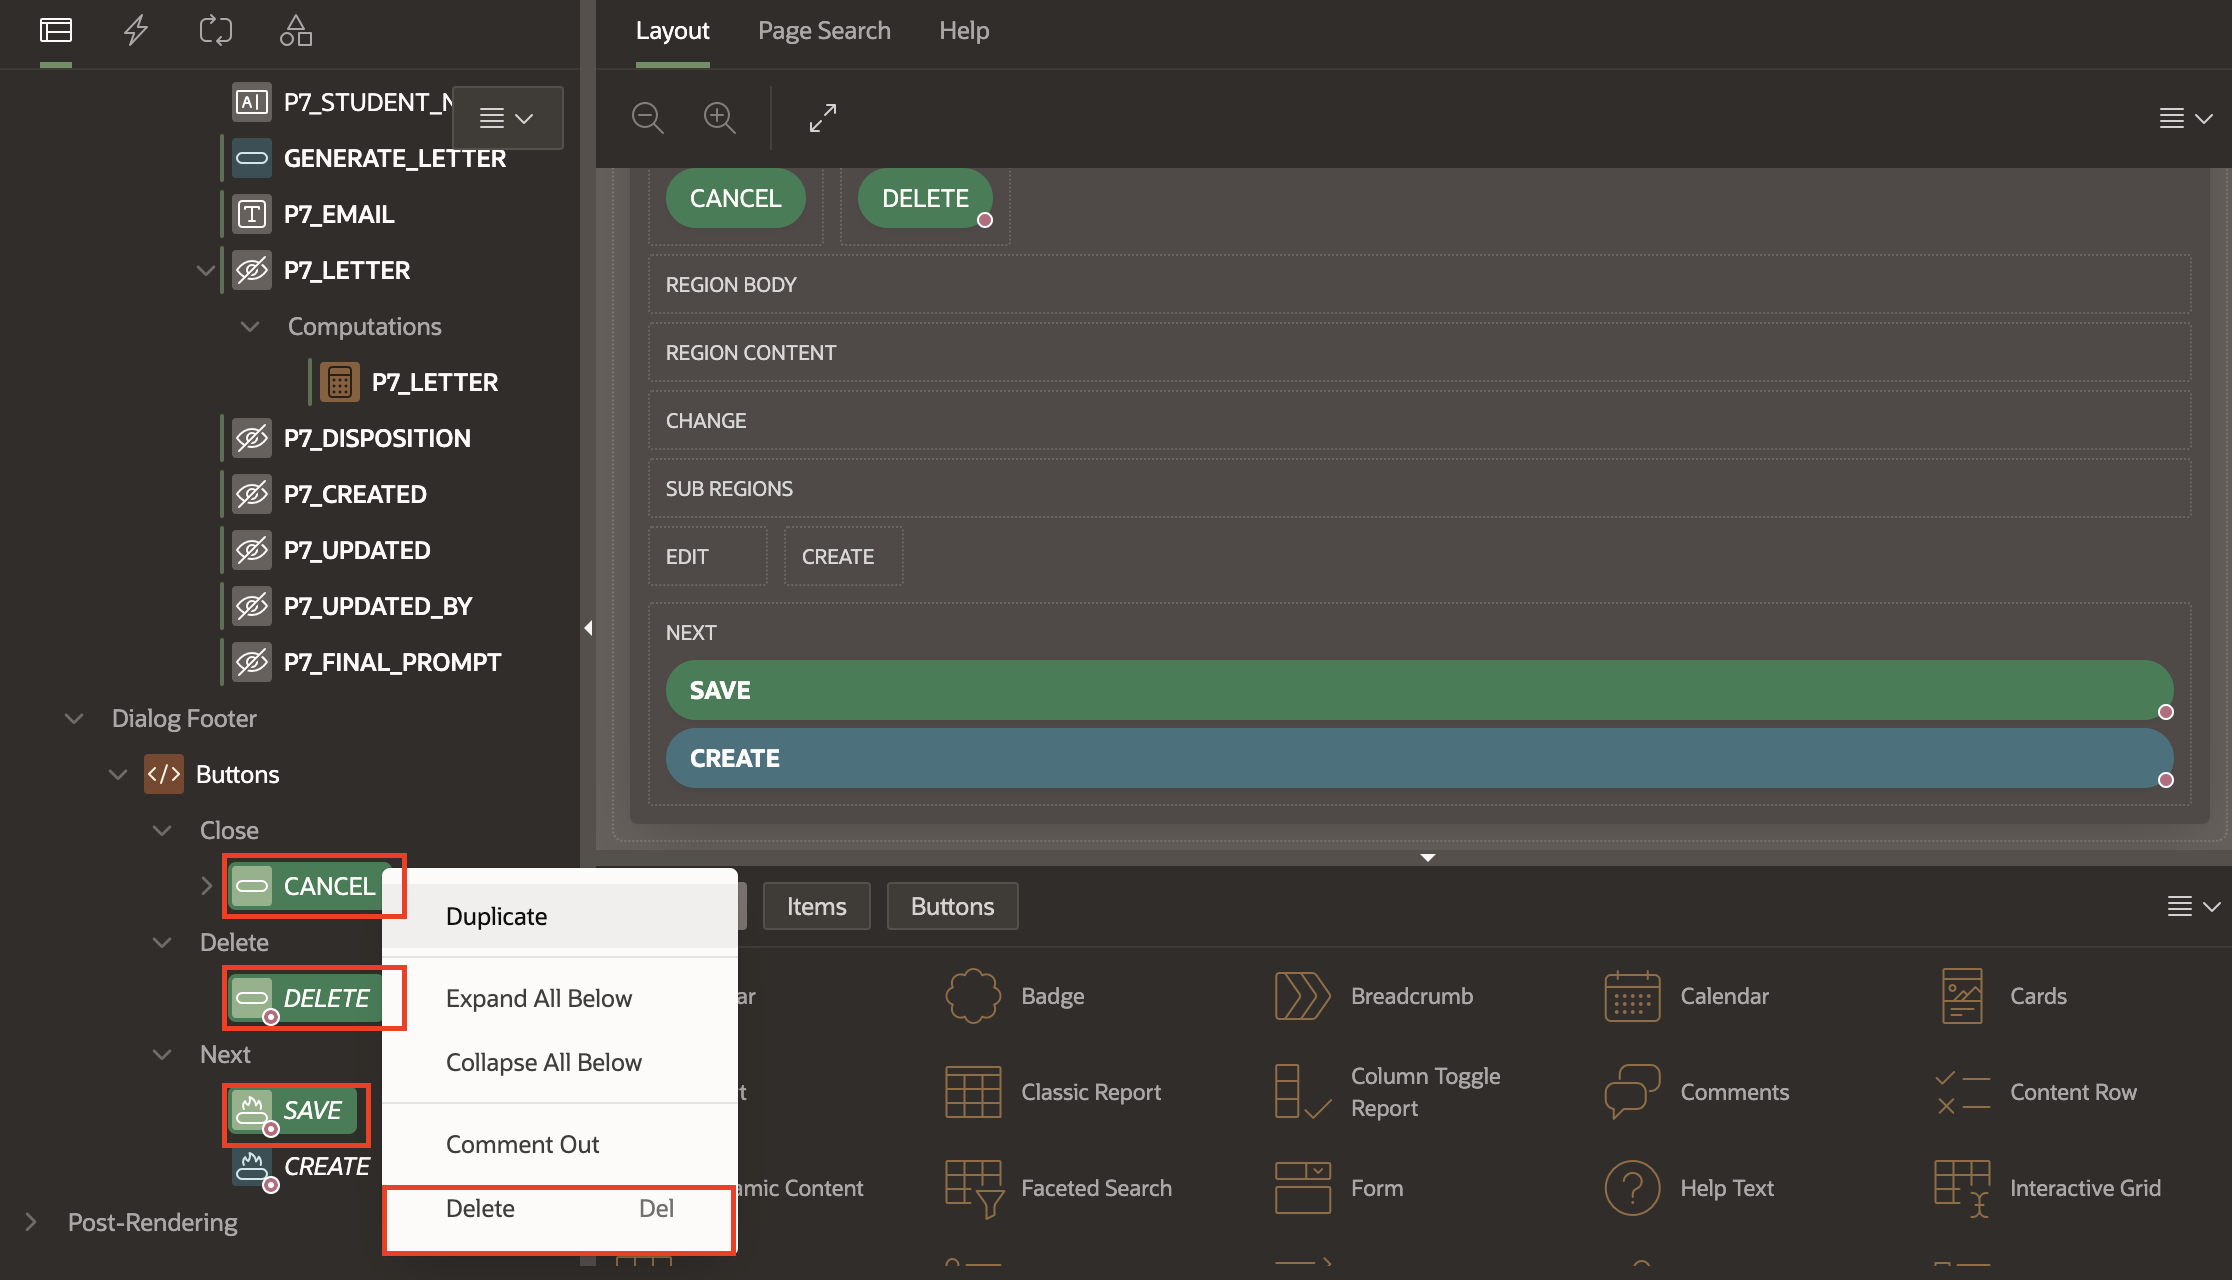 Layout
Page Search
Help
P7_STUDENT_N
GENERATE_LETTER
P7_EMAIL
P7_LETTER
Computations
P7_LETTER
P7_DISPOSITION
P7_CREATED
P7_UPDATED
P7_UPDATED_BY
P7_FINAL_PROMPT
Dialog Footer
Buttons
Close
CANCEL
Delete
DELETE
Next
SAVE
CREATE
Post-Rendering
Duplicate
Expand All Below
Collapse All Below
Comment Out
Delete Del
CANCEL
DELETE
REGION BODY
REGION CONTENT
CHANGE
SUB REGIONS
EDIT
CREATE
NEXT
SAVE
CREATE
Items
Buttons
ar
Badge
Breadcrumb
Calendar
Cards
t
Classic Report
Column Toggle
Report
Comments
Content Row
amic Content
Faceted Search
Form
Help Text
Interactive Grid